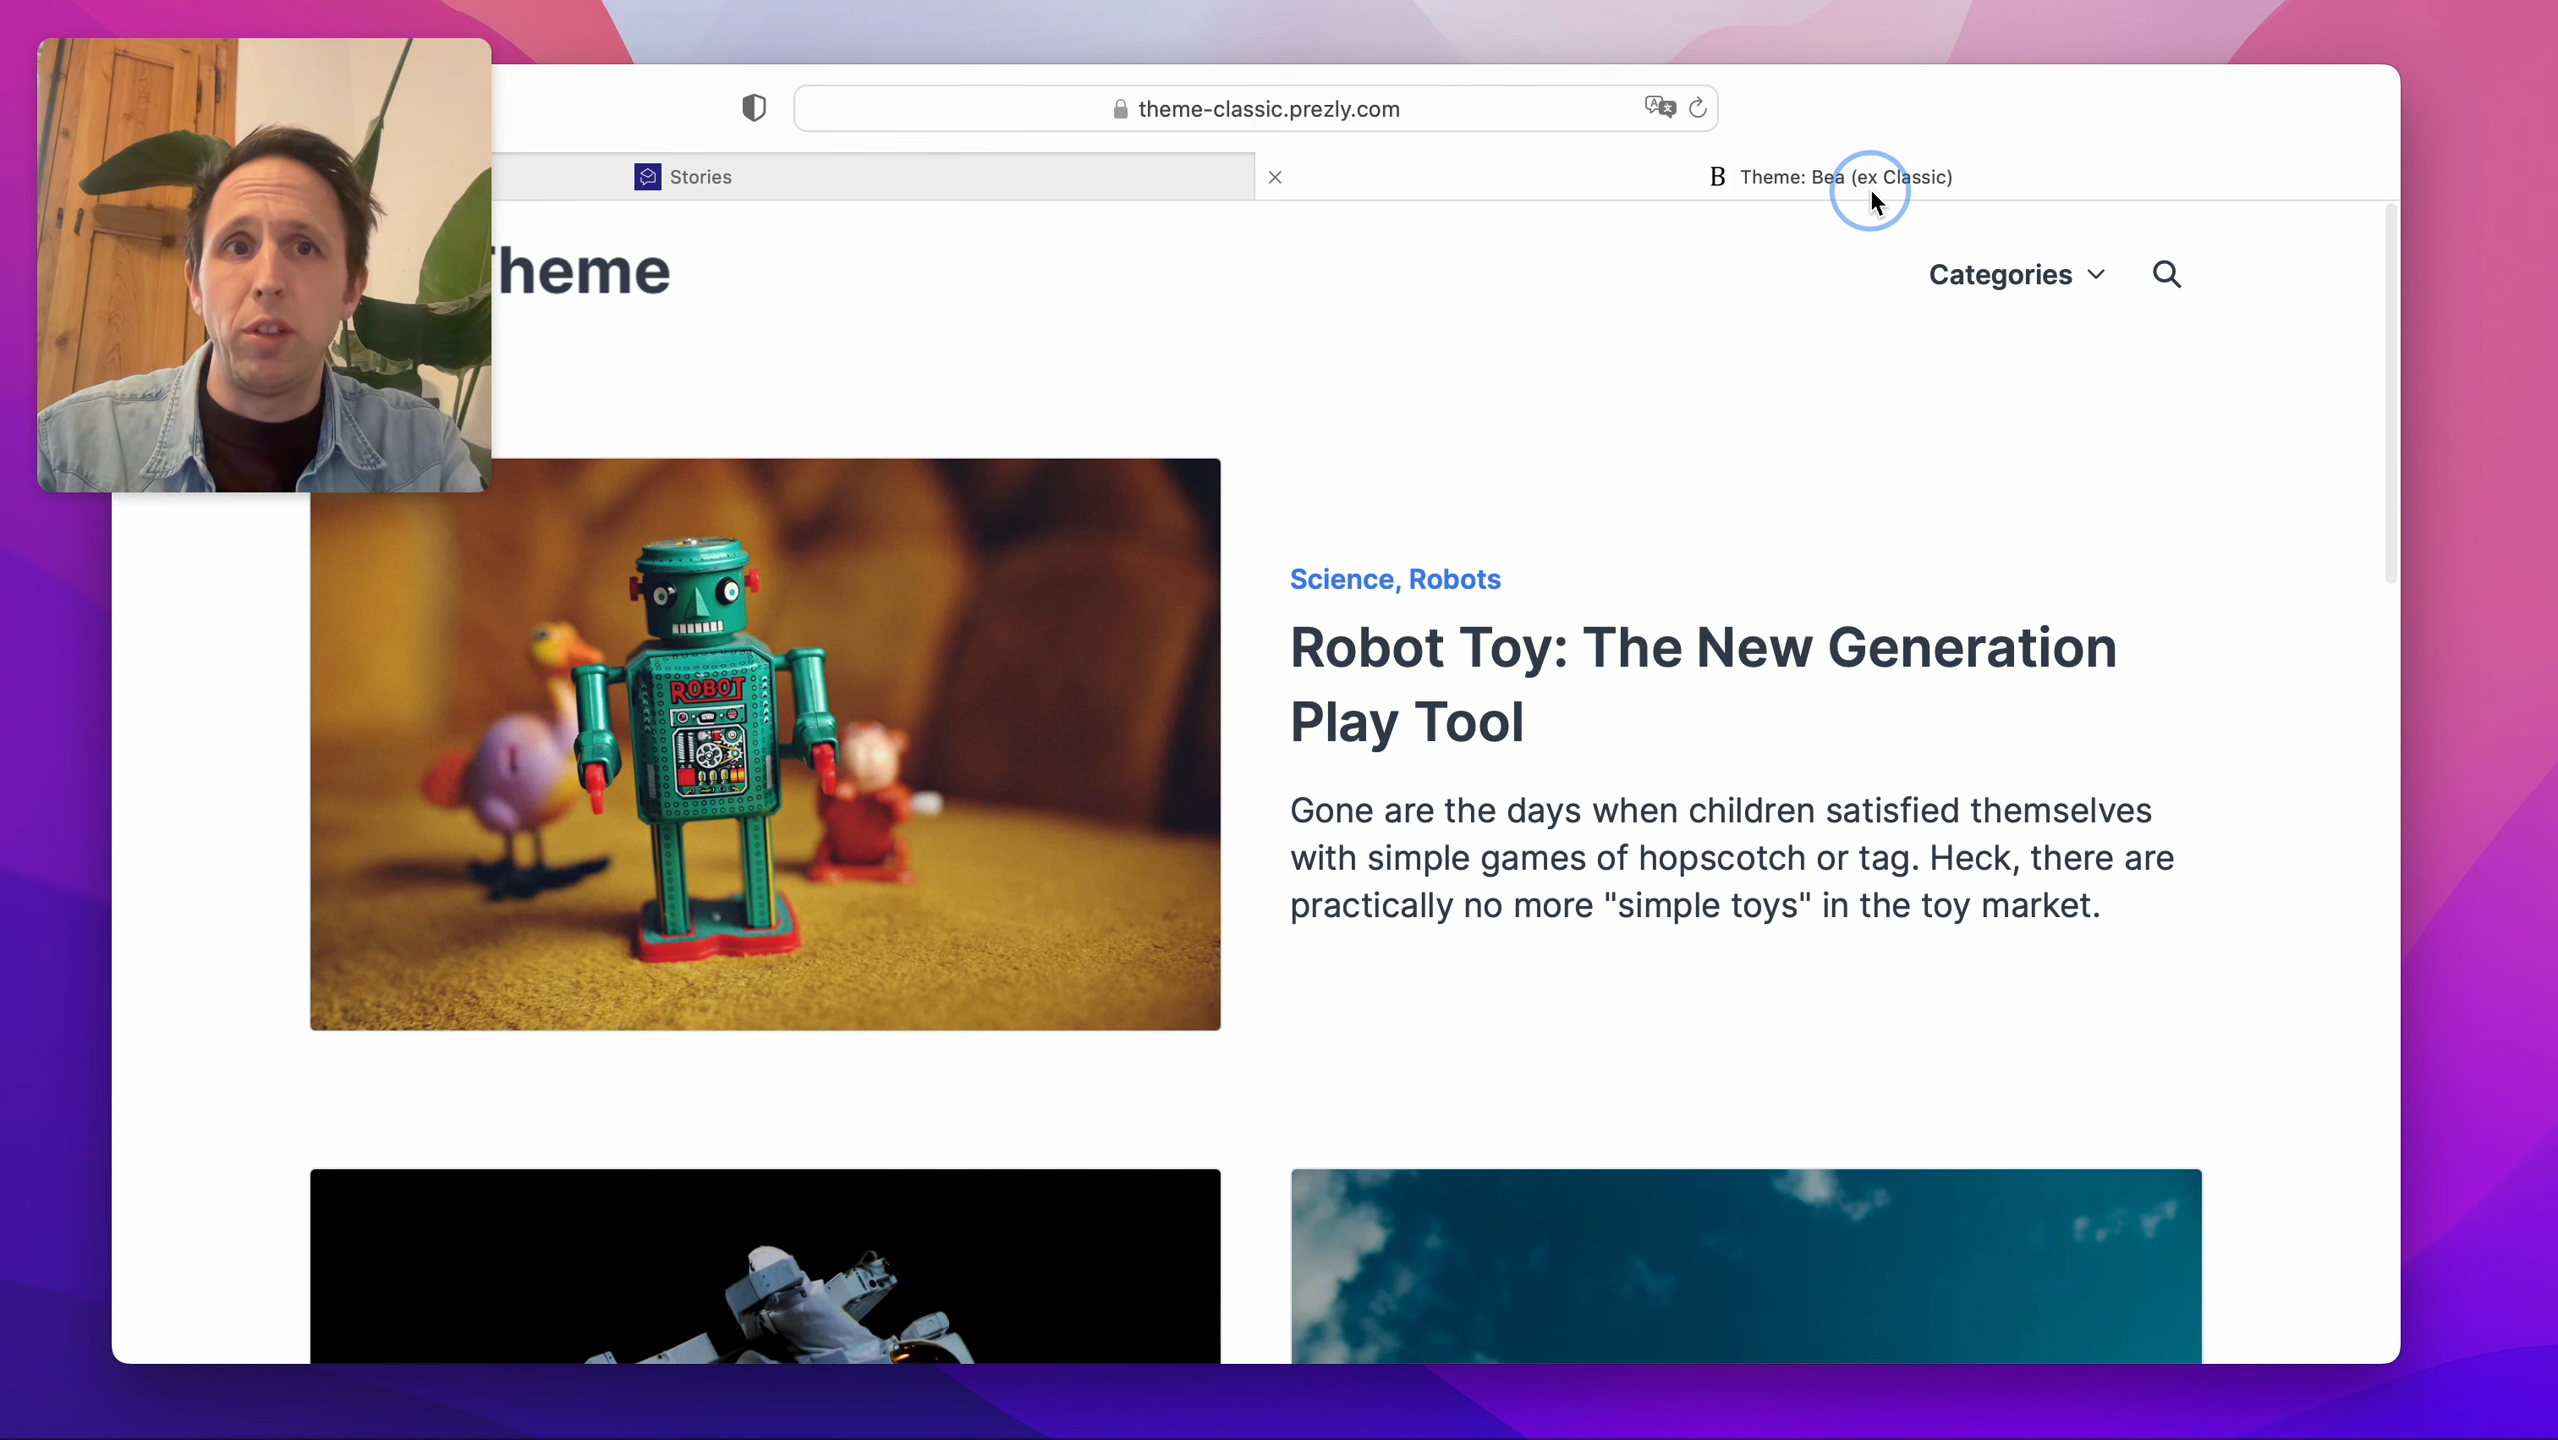 theme-classic.prezly.com
Stories
B Theme: Bea (ex Classic)
Theme
Categories
Science, Robots
Robot Toy: The New Generation
Play Tool
Gone are the days when children satisfied themselves
with simple games of hopscotch or tag. Heck, there are
practically no more "simple toys" in the toy market.
ROBOT